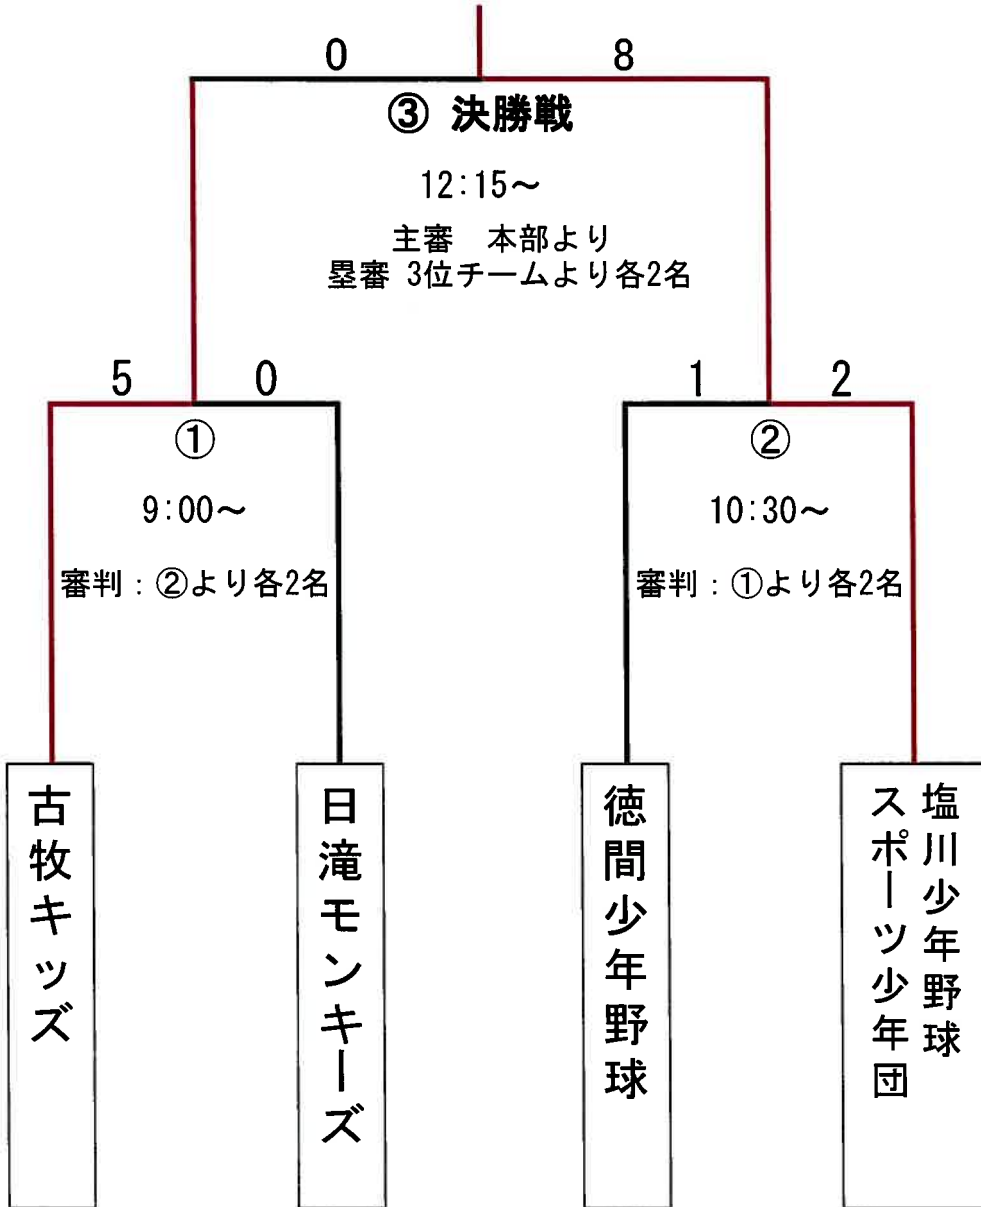 0
8
③ 決勝戦
12:15～
主審　本部より
塁審 3位チームより各2名
5
0
①
9:00～
審判：②より各2名
1
2
②
10:30～
審判：①より各2名
古牧キッズ
日滝モンキーズ
徳間少年野球
塩川少年野球
スポーツ少年団